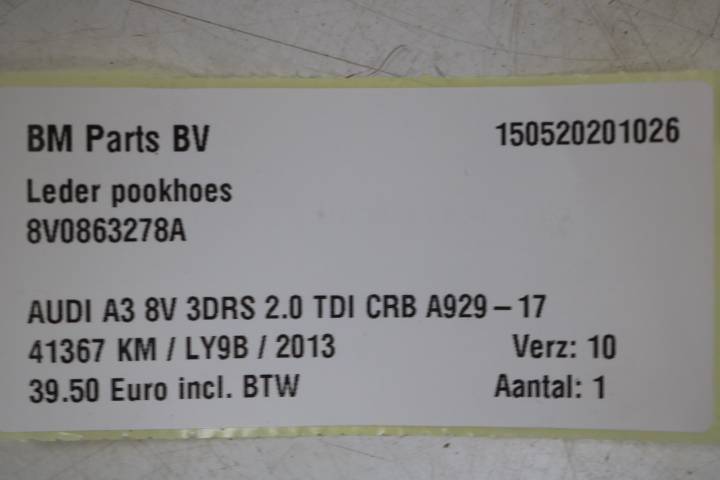 BM Parts BV 150520201026
Leder pookhoes
8V0863278A
AUDI A3 8V 3DRS 2.0 TDI CRB A929-17
41367 KM / LY9B / 2013 Verz: 10
39.50 Euro incl. BTW Aantal: 1